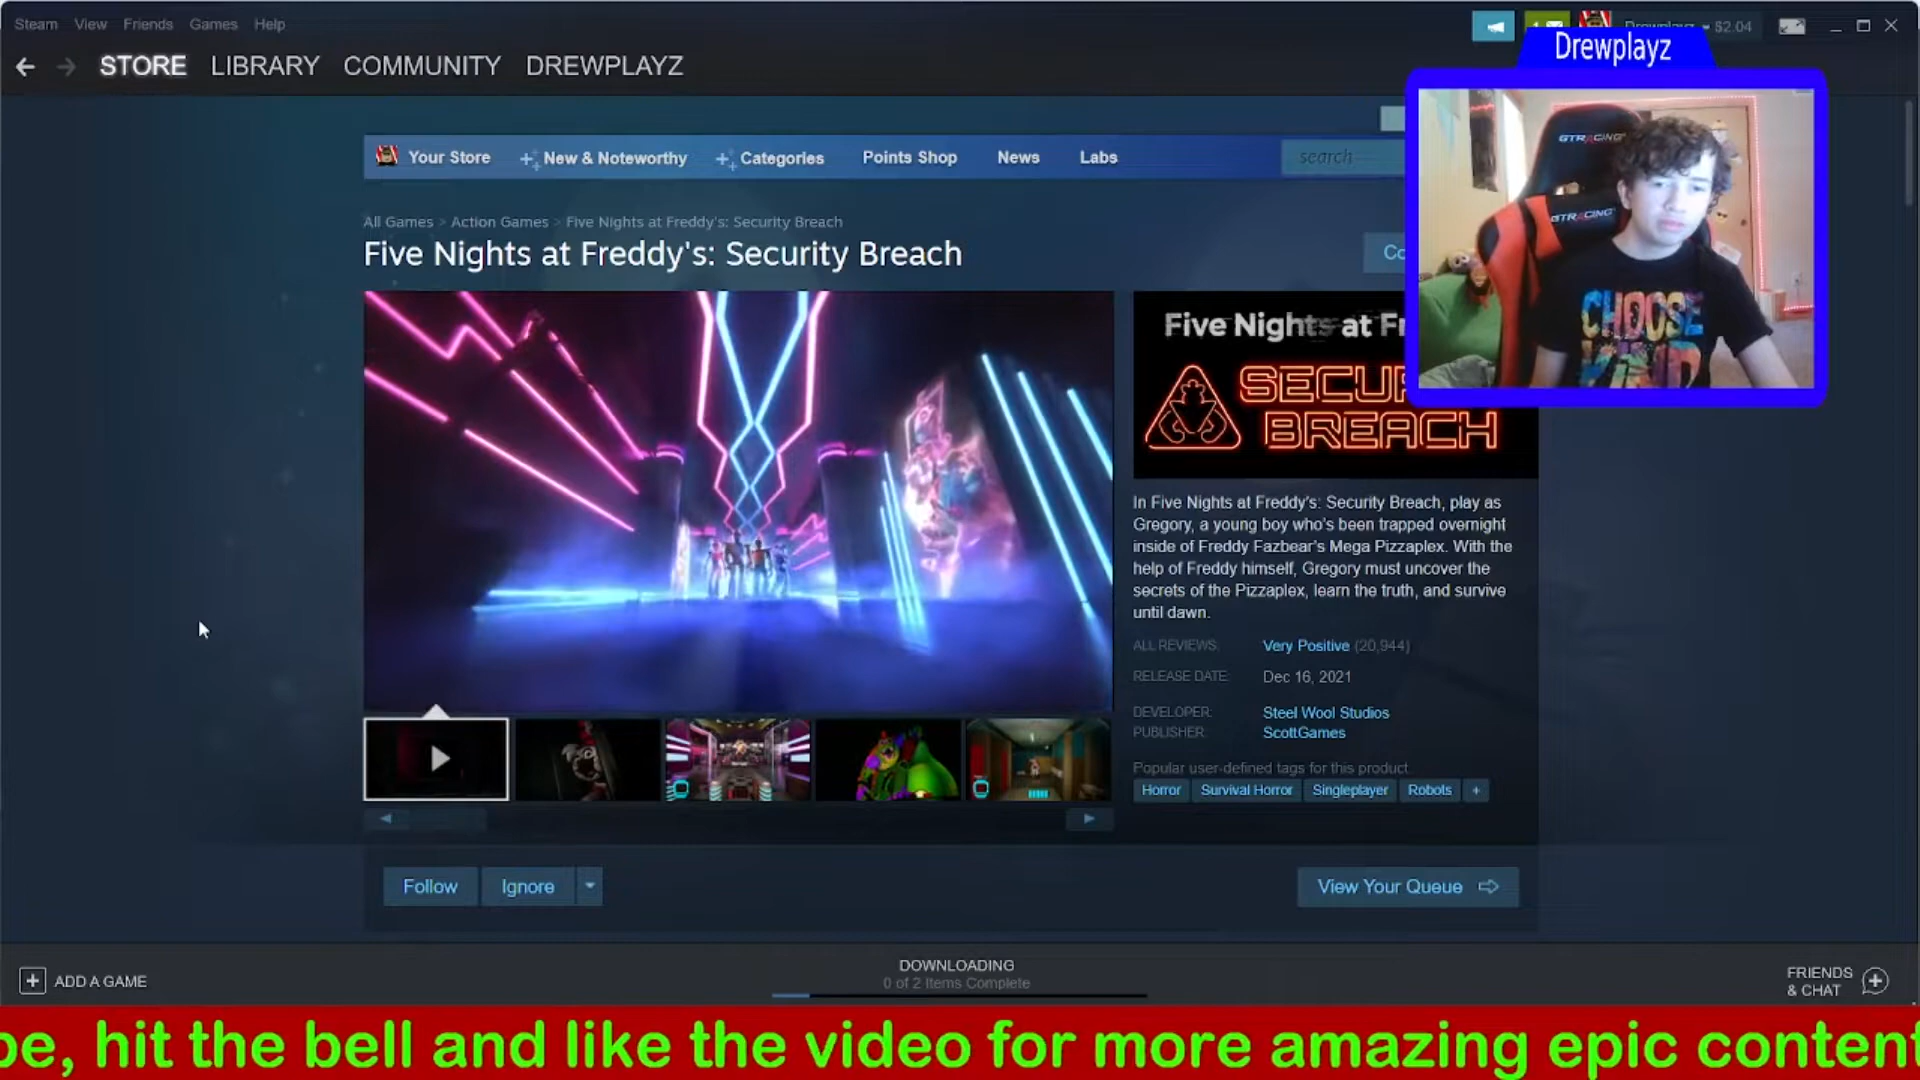 Steam View Friends Games Help
Drewplayz $2.04
STORE LIBRARY COMMUNITY DREWPLAYZ
Drewplayz
Your Store New & Noteworthy Categories Points Shop News Labs search
GTRACING
GTRACING
CHOOSE
KIND
All Games > Action Games > Five Nights at Freddy's: Security Breach
Five Nights at Freddy's: Security Breach
Co
Five Nights at Fr
SECUR
BREACH
In Five Nights at Freddy's: Security Breach, play as
Gregory, a young boy who's been trapped overnight
inside of Freddy Fazbear's Mega Pizzaplex. With the
help of Freddy himself, Gregory must uncover the
secrets of the Pizzaplex, learn the truth, and survive
until dawn.
ALL REVIEWS: Very Positive (20,944)
RELEASE DATE: Dec 16, 2021
DEVELOPER: Steel Wool Studios
PUBLISHER: ScottGames
Popular user-defined tags for this product:
Horror Survival Horror Singleplayer Robots +
Follow Ignore View Your Queue
ADD A GAME
DOWNLOADING
0 of 2 Items Complete
FRIENDS
& CHAT
be, hit the bell and like the video for more amazing epic content